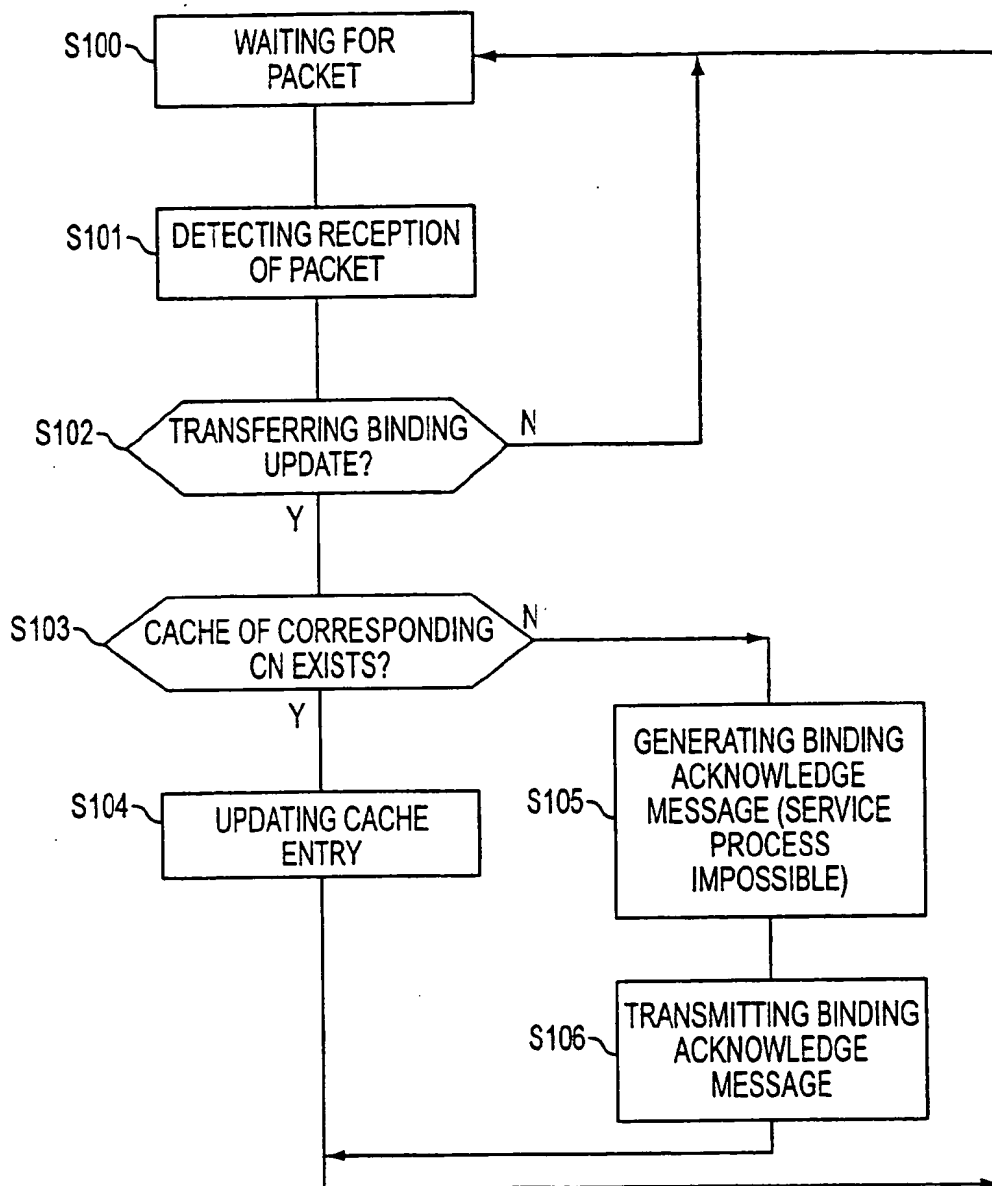 S100
WAITING FOR
PACKET
S101
DETECTING RECEPTION
OF PACKET
S102
TRANSFERRING BINDING
UPDATE?
N
Y
S103
CACHE OF CORRESPONDING
CN EXISTS?
N
Y
S104
UPDATING CACHE
ENTRY
S105
GENERATING BINDING
ACKNOWLEDGE
MESSAGE (SERVICE
PROCESS
IMPOSSIBLE)
S106
TRANSMITTING BINDING
ACKNOWLEDGE
MESSAGE